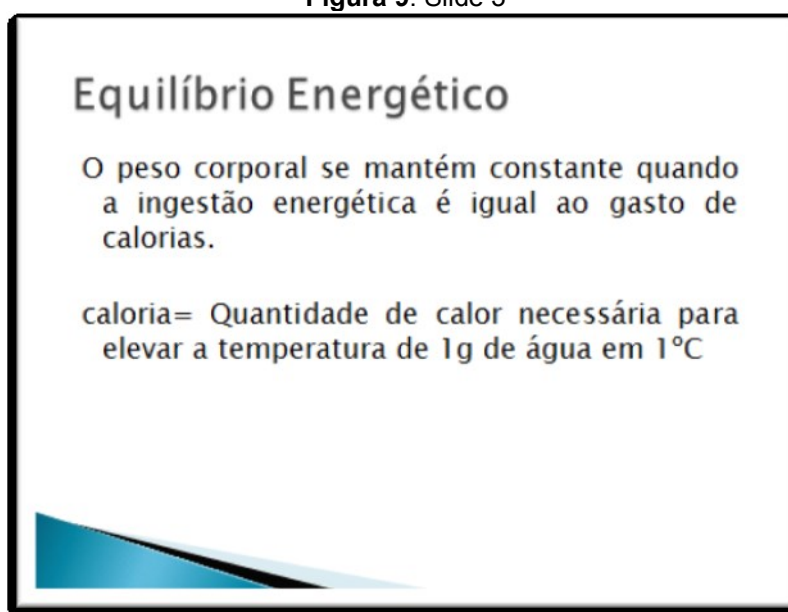 Figura 9: Slide 5
Equilíbrio Energético
O peso corporal se mantém constante quando
a ingestão energética é igual ao gasto de
calorias.
caloria= Quantidade de calor necessária para
elevar a temperatura de 1g de água em 1°C